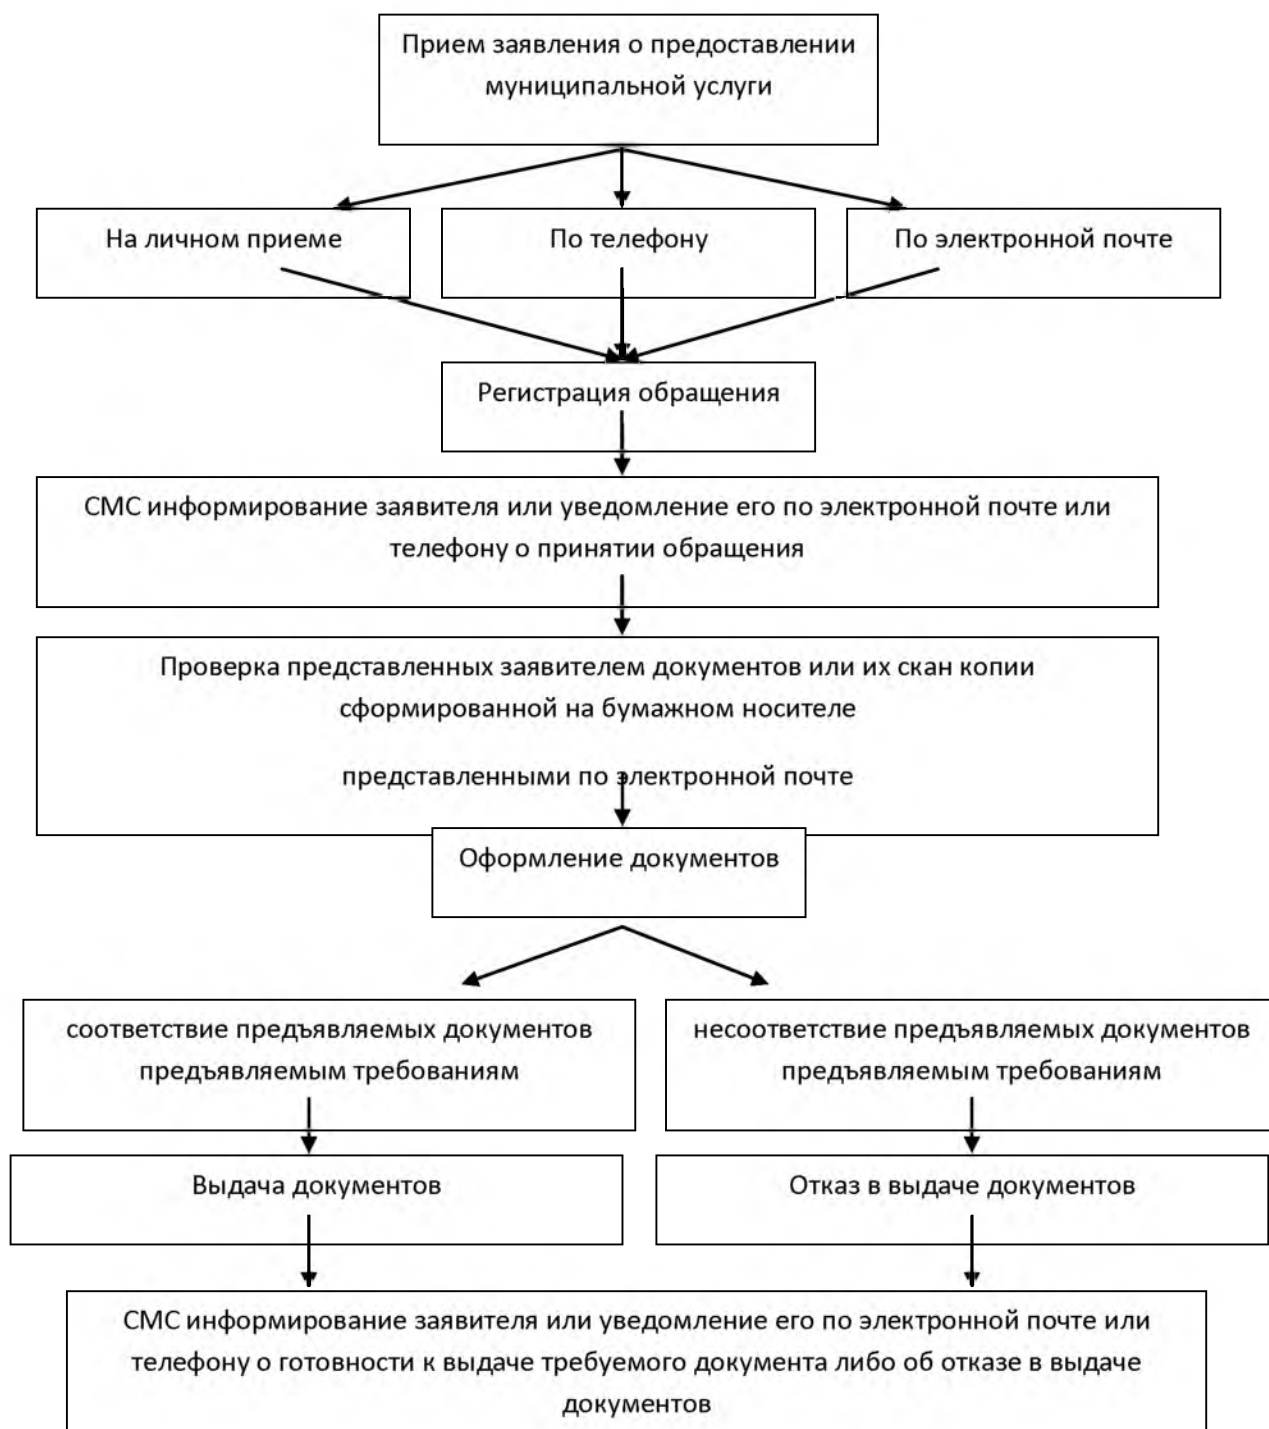 Прием заявления о предоставлении
муниципальной услуги
На личном приеме
По телефону
По электронной почте
Регистрация обращения
СМС информирование заявителя или уведомление его по электронной почте или
телефону о принятии обращения
Проверка представленных заявителем документов или их скан копии
сформированной на бумажном носителе
представленными по электронной почте
Оформление документов
соответствие предъявляемых документов
предъявляемым требованиям
несоответствие предъявляемых документов
предъявляемым требованиям
Выдача документов
Отказ в выдаче документов
СМС информирование заявителя или уведомление его по электронной почте или
телефону о готовности к выдаче требуемого документа либо об отказе в выдаче
документов